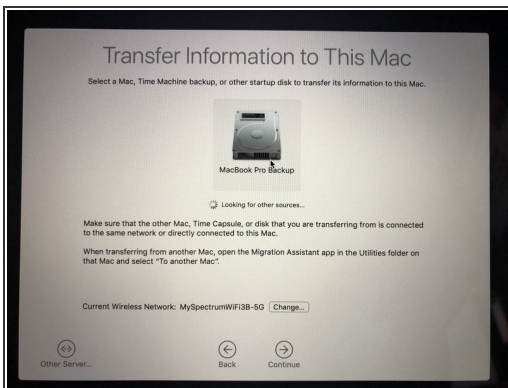 Transfer Information to This Mac
Select a Mac, Time Machine backup, or other startup disk to transfer its information to this Mac.
MacBook Pro Backup
Looking for other sources...
Make sure that the other Mac, Time Capsule, or disk that you are transferring from is connected
to the same network or directly connected to this Mac.
When transferring from another Mac, open the Migration Assistant app in the Utilities folder on
that Mac and select "To another Mac".
Current Wireless Network: MySpectrumWiFi3B-5G Change...
Other Server...
Back
Continue